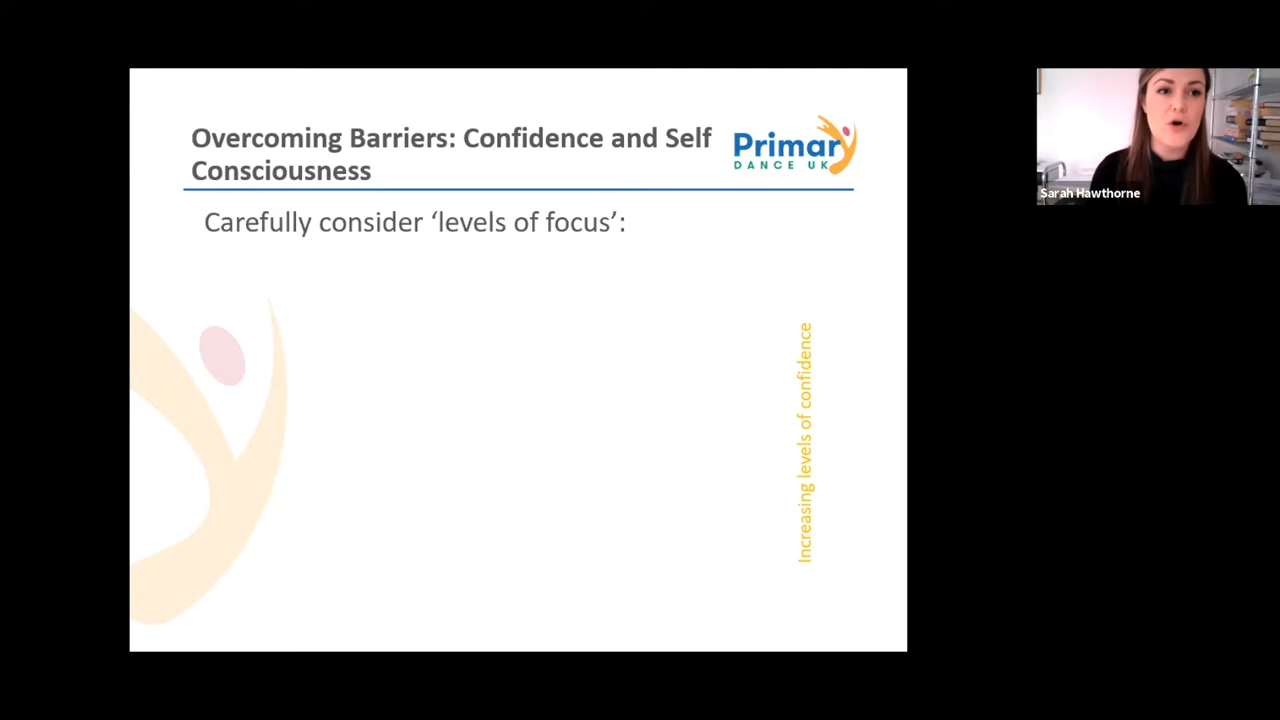 Overcoming Barriers: Confidence and Self
Consciousness
Primary
DANCE UK
Carefully consider ‘levels of focus’:
Increasing levels of confidence
Sarah Hawthorne